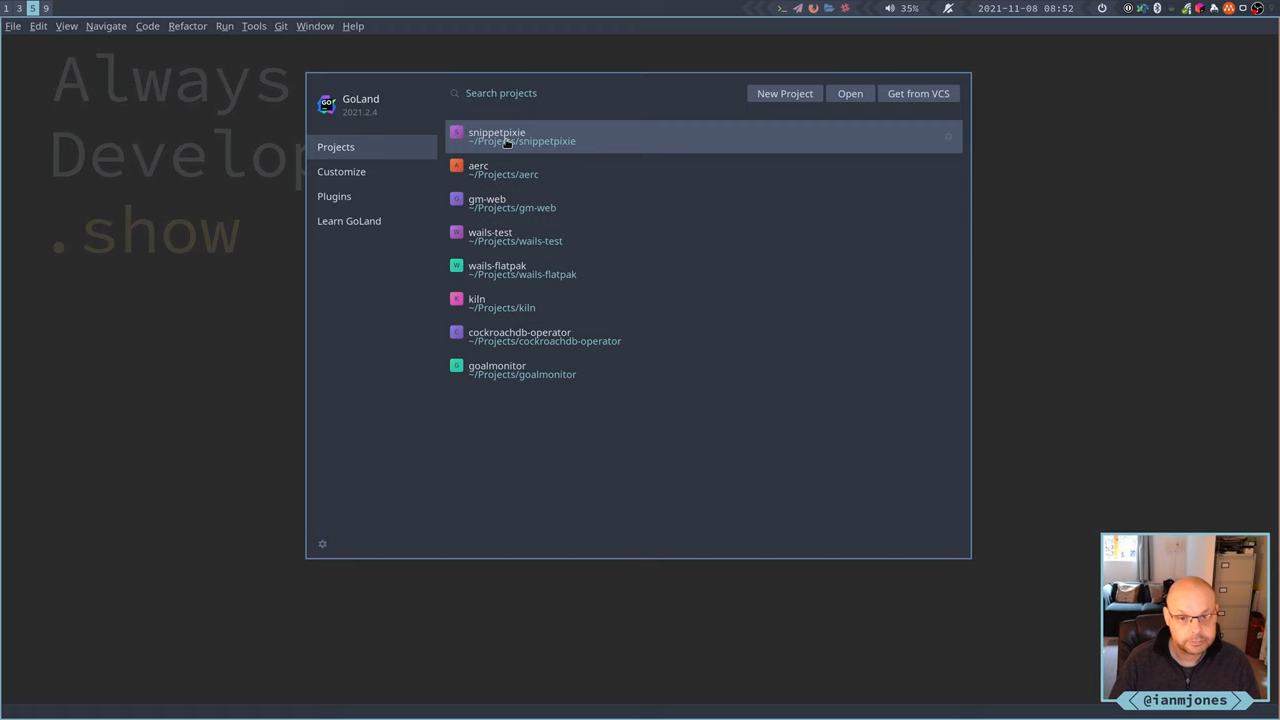 1 3 5 9
35%
2021-11-08 08:52
File Edit View Navigate Code Refactor Run Tools Git Window Help
Always
Develop
.show
GoLand
2021.2.4
Search projects
New Project
Open
Get from VCS
Projects
Customize
Plugins
Learn GoLand
S
snippetpixie
~/Projects/snippetpixie
A
aerc
~/Projects/aerc
G
gm-web
~/Projects/gm-web
W
wails-test
~/Projects/wails-test
W
wails-flatpak
~/Projects/wails-flatpak
K
kiln
~/Projects/kiln
C
cockroachdb-operator
~/Projects/cockroachdb-operator
G
goalmonitor
~/Projects/goalmonitor
@ianmjones